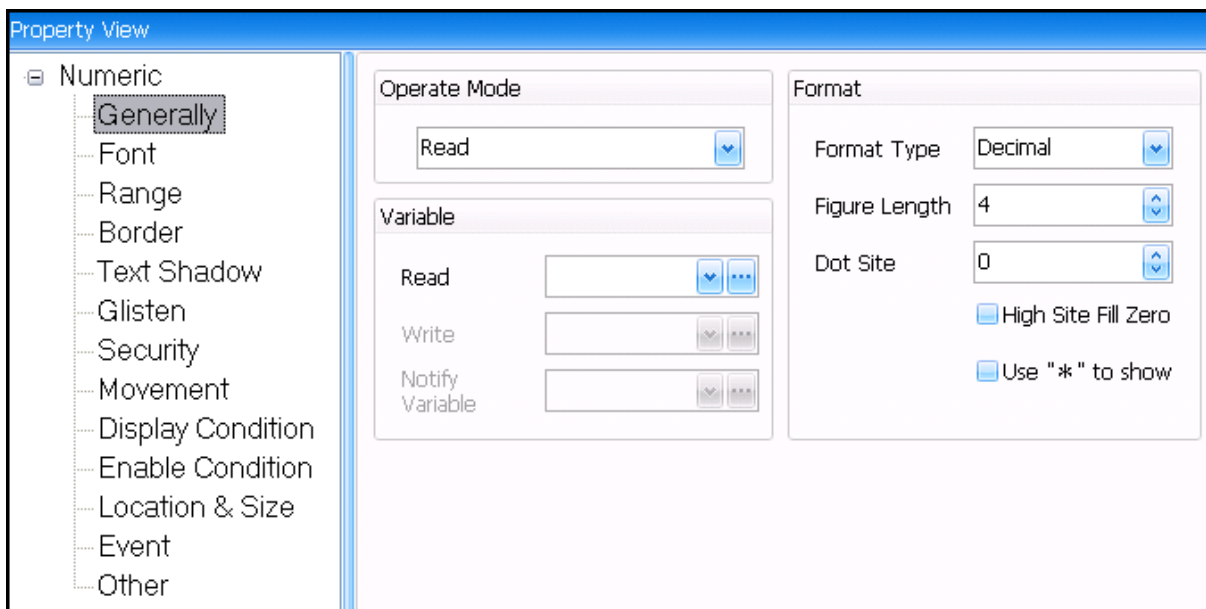 Property View
Numeric
Generally
Font
Range
Border
Text Shadow
Glisten
Security
Movement
Display Condition
Enable Condition
Location & Size
Event
Other
Operate Mode
Read
Variable
Read
Write
Notify
Variable
Format
Format Type Decimal
Figure Length 4
Dot Site 0
High Site Fill Zero
Use "*" to show